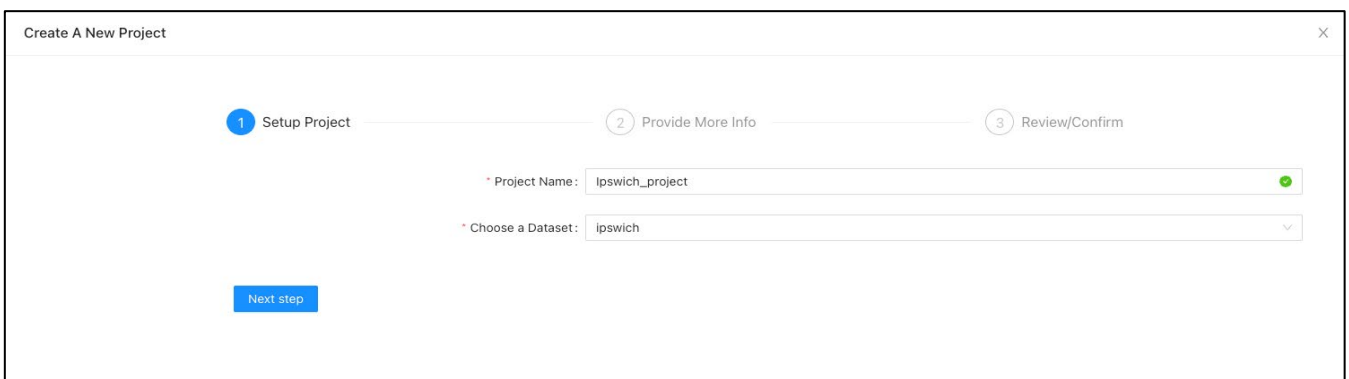 Create A New Project
1 Setup Project 2 Provide More Info 3 Review/Confirm
* Project Name: Ipswich_project
* Choose a Dataset: ipswich
Next step